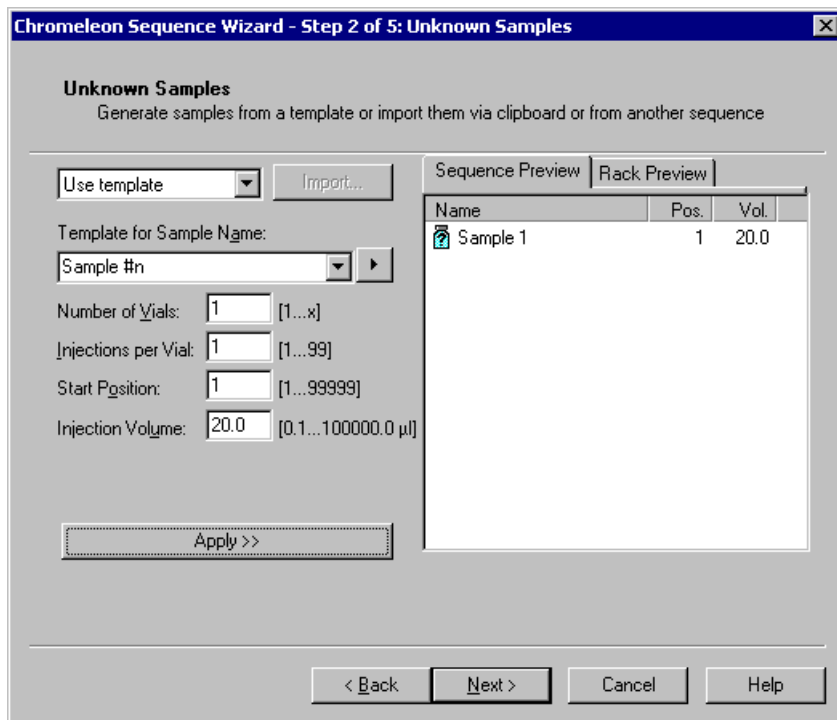 Chromeleon Sequence Wizard - Step 2 of 5: Unknown Samples
Unknown Samples
Generate samples from a template or import them via clipboard or from another sequence
Use template
Import...
Template for Sample Name:
Sample #n
Number of Vials: 1 [1...x]
Injections per Vial: 1 [1...99]
Start Position: 1 [1...99999]
Injection Volume: 20.0 [0.1...100000.0 µl]
Apply >>
Sequence Preview Rack Preview
Name Pos. Vol.
? Sample 1 1 20.0
< Back Next > Cancel Help